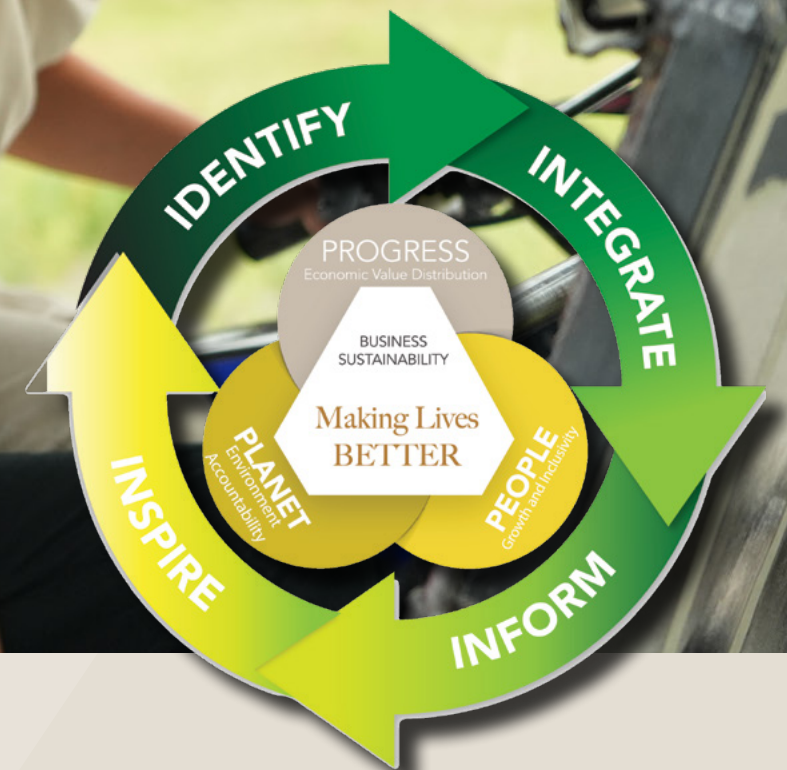 IDENTIFY
INTEGRATE
PROGRESS
Economic Value Distribution
BUSINESS
SUSTAINABILITY
Making Lives
BETTER
PLANET
Environment
Accountability
PEOPLE
Growth and Inclusivity
INSPIRE
INFORM